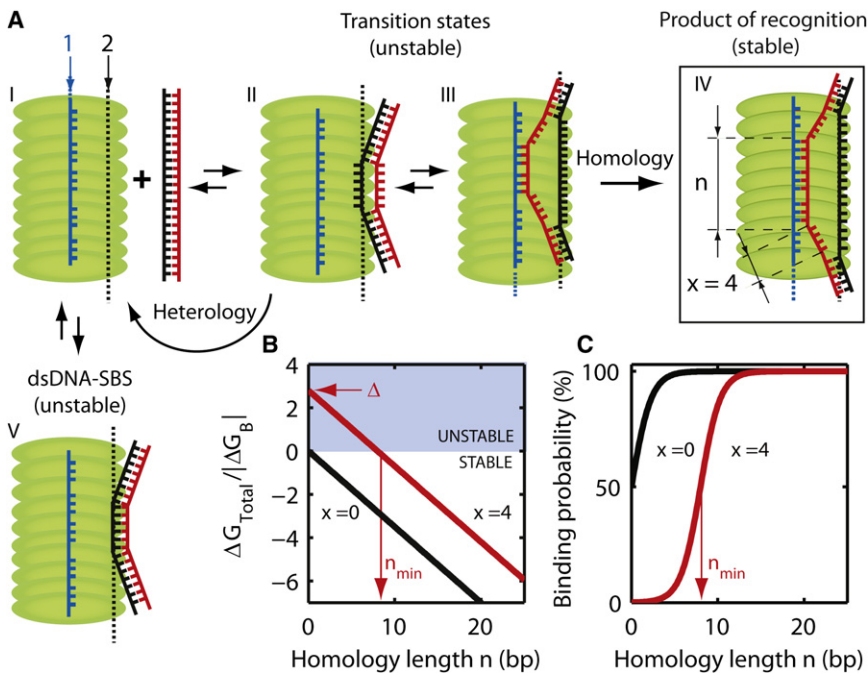 A
Transition states
(unstable)
Product of recognition
(stable)
1
2
I
II
III
IV
+
Homology
n
x = 4
Heterology
dsDNA-SBS
(unstable)
V
B
ΔG_Total/|ΔG_B|
4
2
0
−2
−4
−6
Δ
UNSTABLE
STABLE
x =0
x =4
n_min
0
10
20
Homology length n (bp)
C
Binding probability (%)
100
50
0
x =0
x =4
n_min
0
10
20
Homology length n (bp)